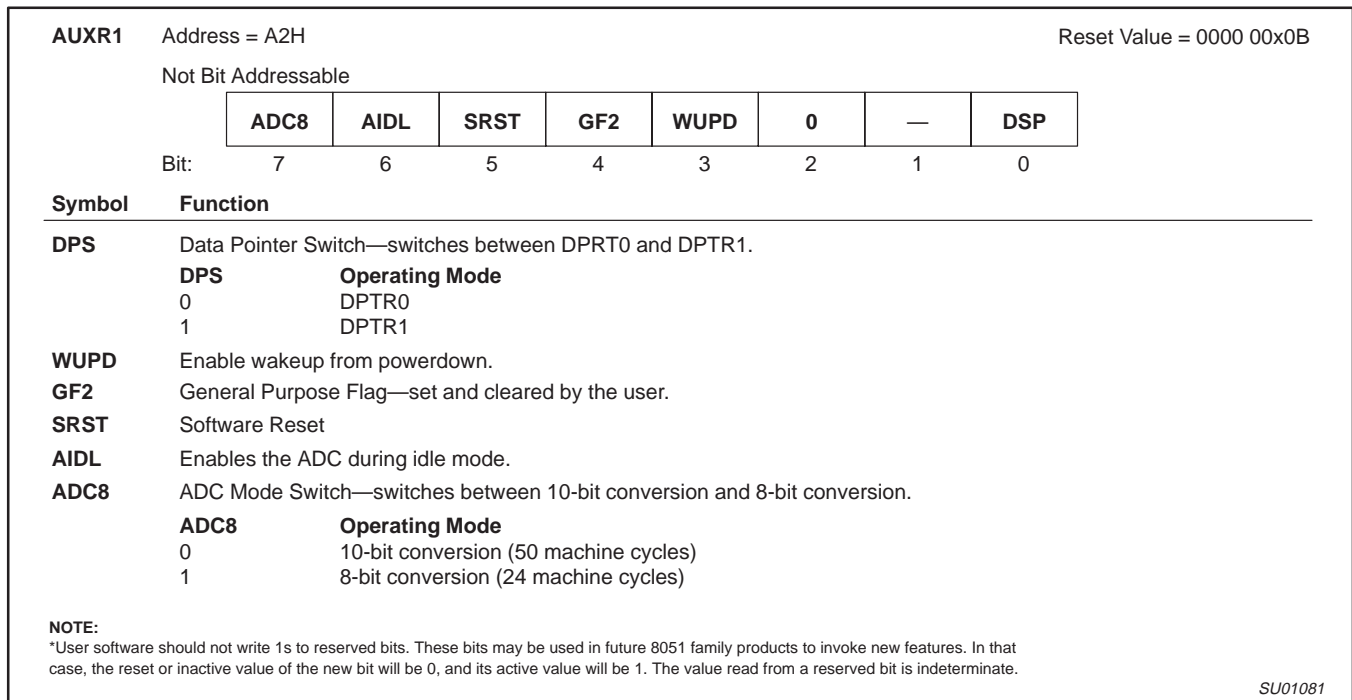 AUXR1 Address = A2H Reset Value = 0000 00x0B
Not Bit Addressable
ADC8 AIDL SRST GF2 WUPD 0 — DSP
Bit: 7 6 5 4 3 2 1 0
Symbol Function
DPS Data Pointer Switch—switches between DPRT0 and DPTR1.
DPS Operating Mode
0 DPTR0
1 DPTR1
WUPD Enable wakeup from powerdown.
GF2 General Purpose Flag—set and cleared by the user.
SRST Software Reset
AIDL Enables the ADC during idle mode.
ADC8 ADC Mode Switch—switches between 10-bit conversion and 8-bit conversion.
ADC8 Operating Mode
0 10-bit conversion (50 machine cycles)
1 8-bit conversion (24 machine cycles)
NOTE:
*User software should not write 1s to reserved bits. These bits may be used in future 8051 family products to invoke new features. In that
case, the reset or inactive value of the new bit will be 0, and its active value will be 1. The value read from a reserved bit is indeterminate.
SU01081